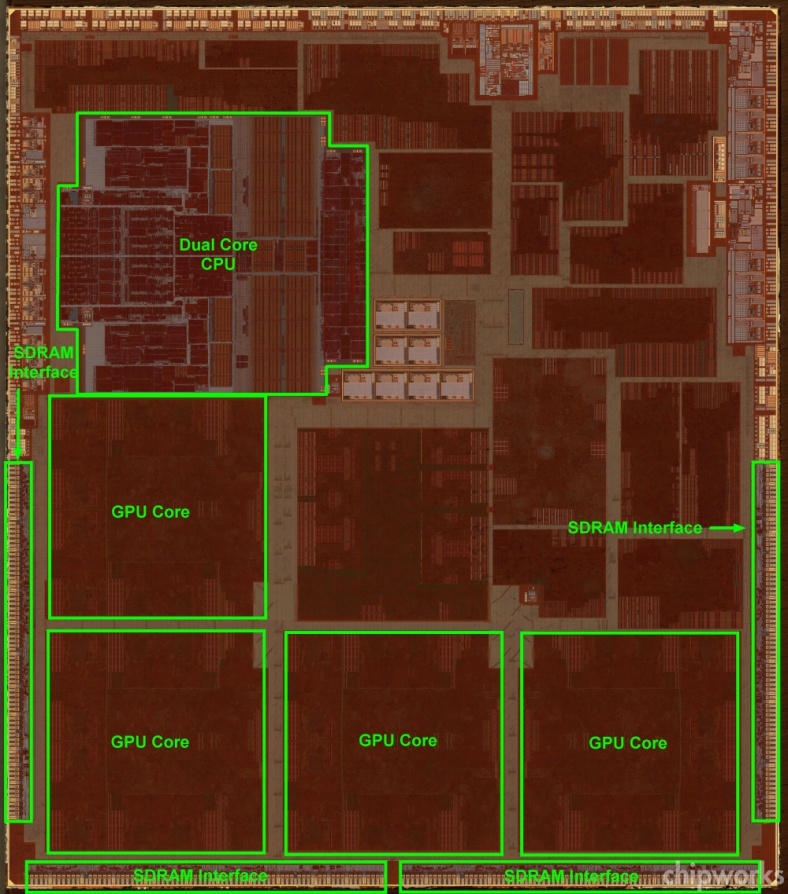 Dual Core
CPU
SDRAM
Interface
GPU Core
SDRAM Interface
GPU Core
GPU Core
GPU Core
SDRAM Interface
SDRAM Interface
chipworks